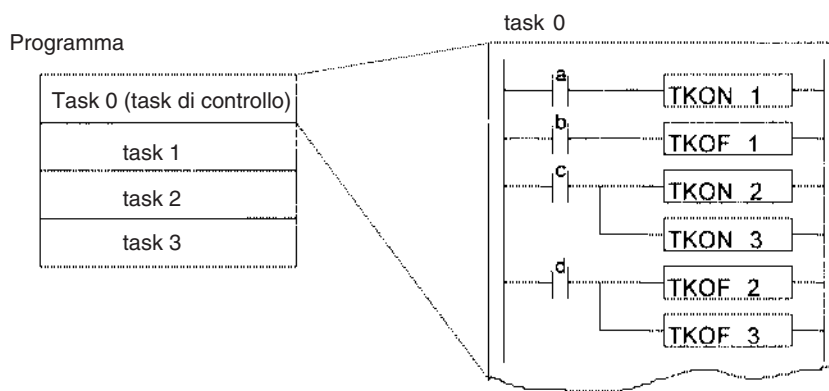 Programma
Task 0 (task di controllo)
task 1
task 2
task 3
task 0
a
TKON 1
b
TKOF 1
c
TKON 2
TKON 3
d
TKOF 2
TKOF 3